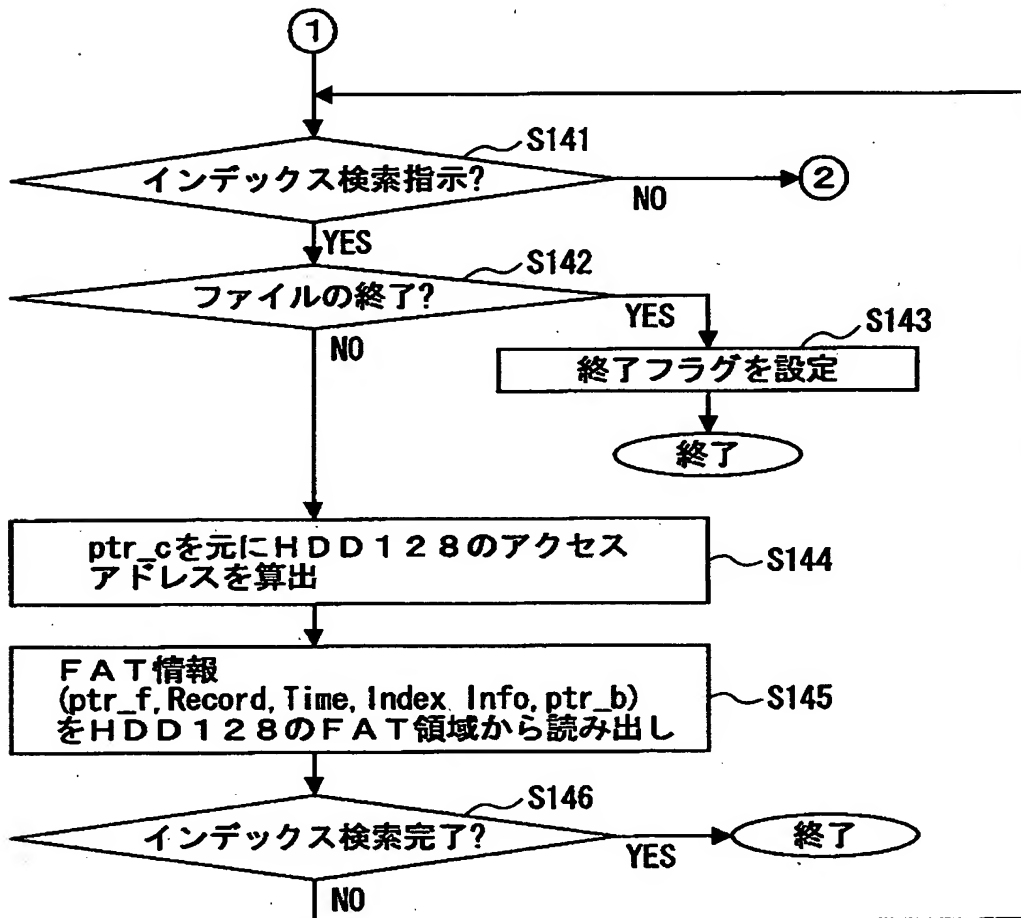 1
S141
インデックス検索指示?
NO
2
YES
S142
ファイルの終了?
YES
NO
S143
終了フラグを設定
終了
ptr_cを元にHDD128のアクセス
アドレスを算出
S144
FAT情報
(ptr_f,Record,Time,Index Info,ptr_b)
をHDD128のFAT領域から読み出し
S145
S146
インデックス検索完了?
YES
終了
NO